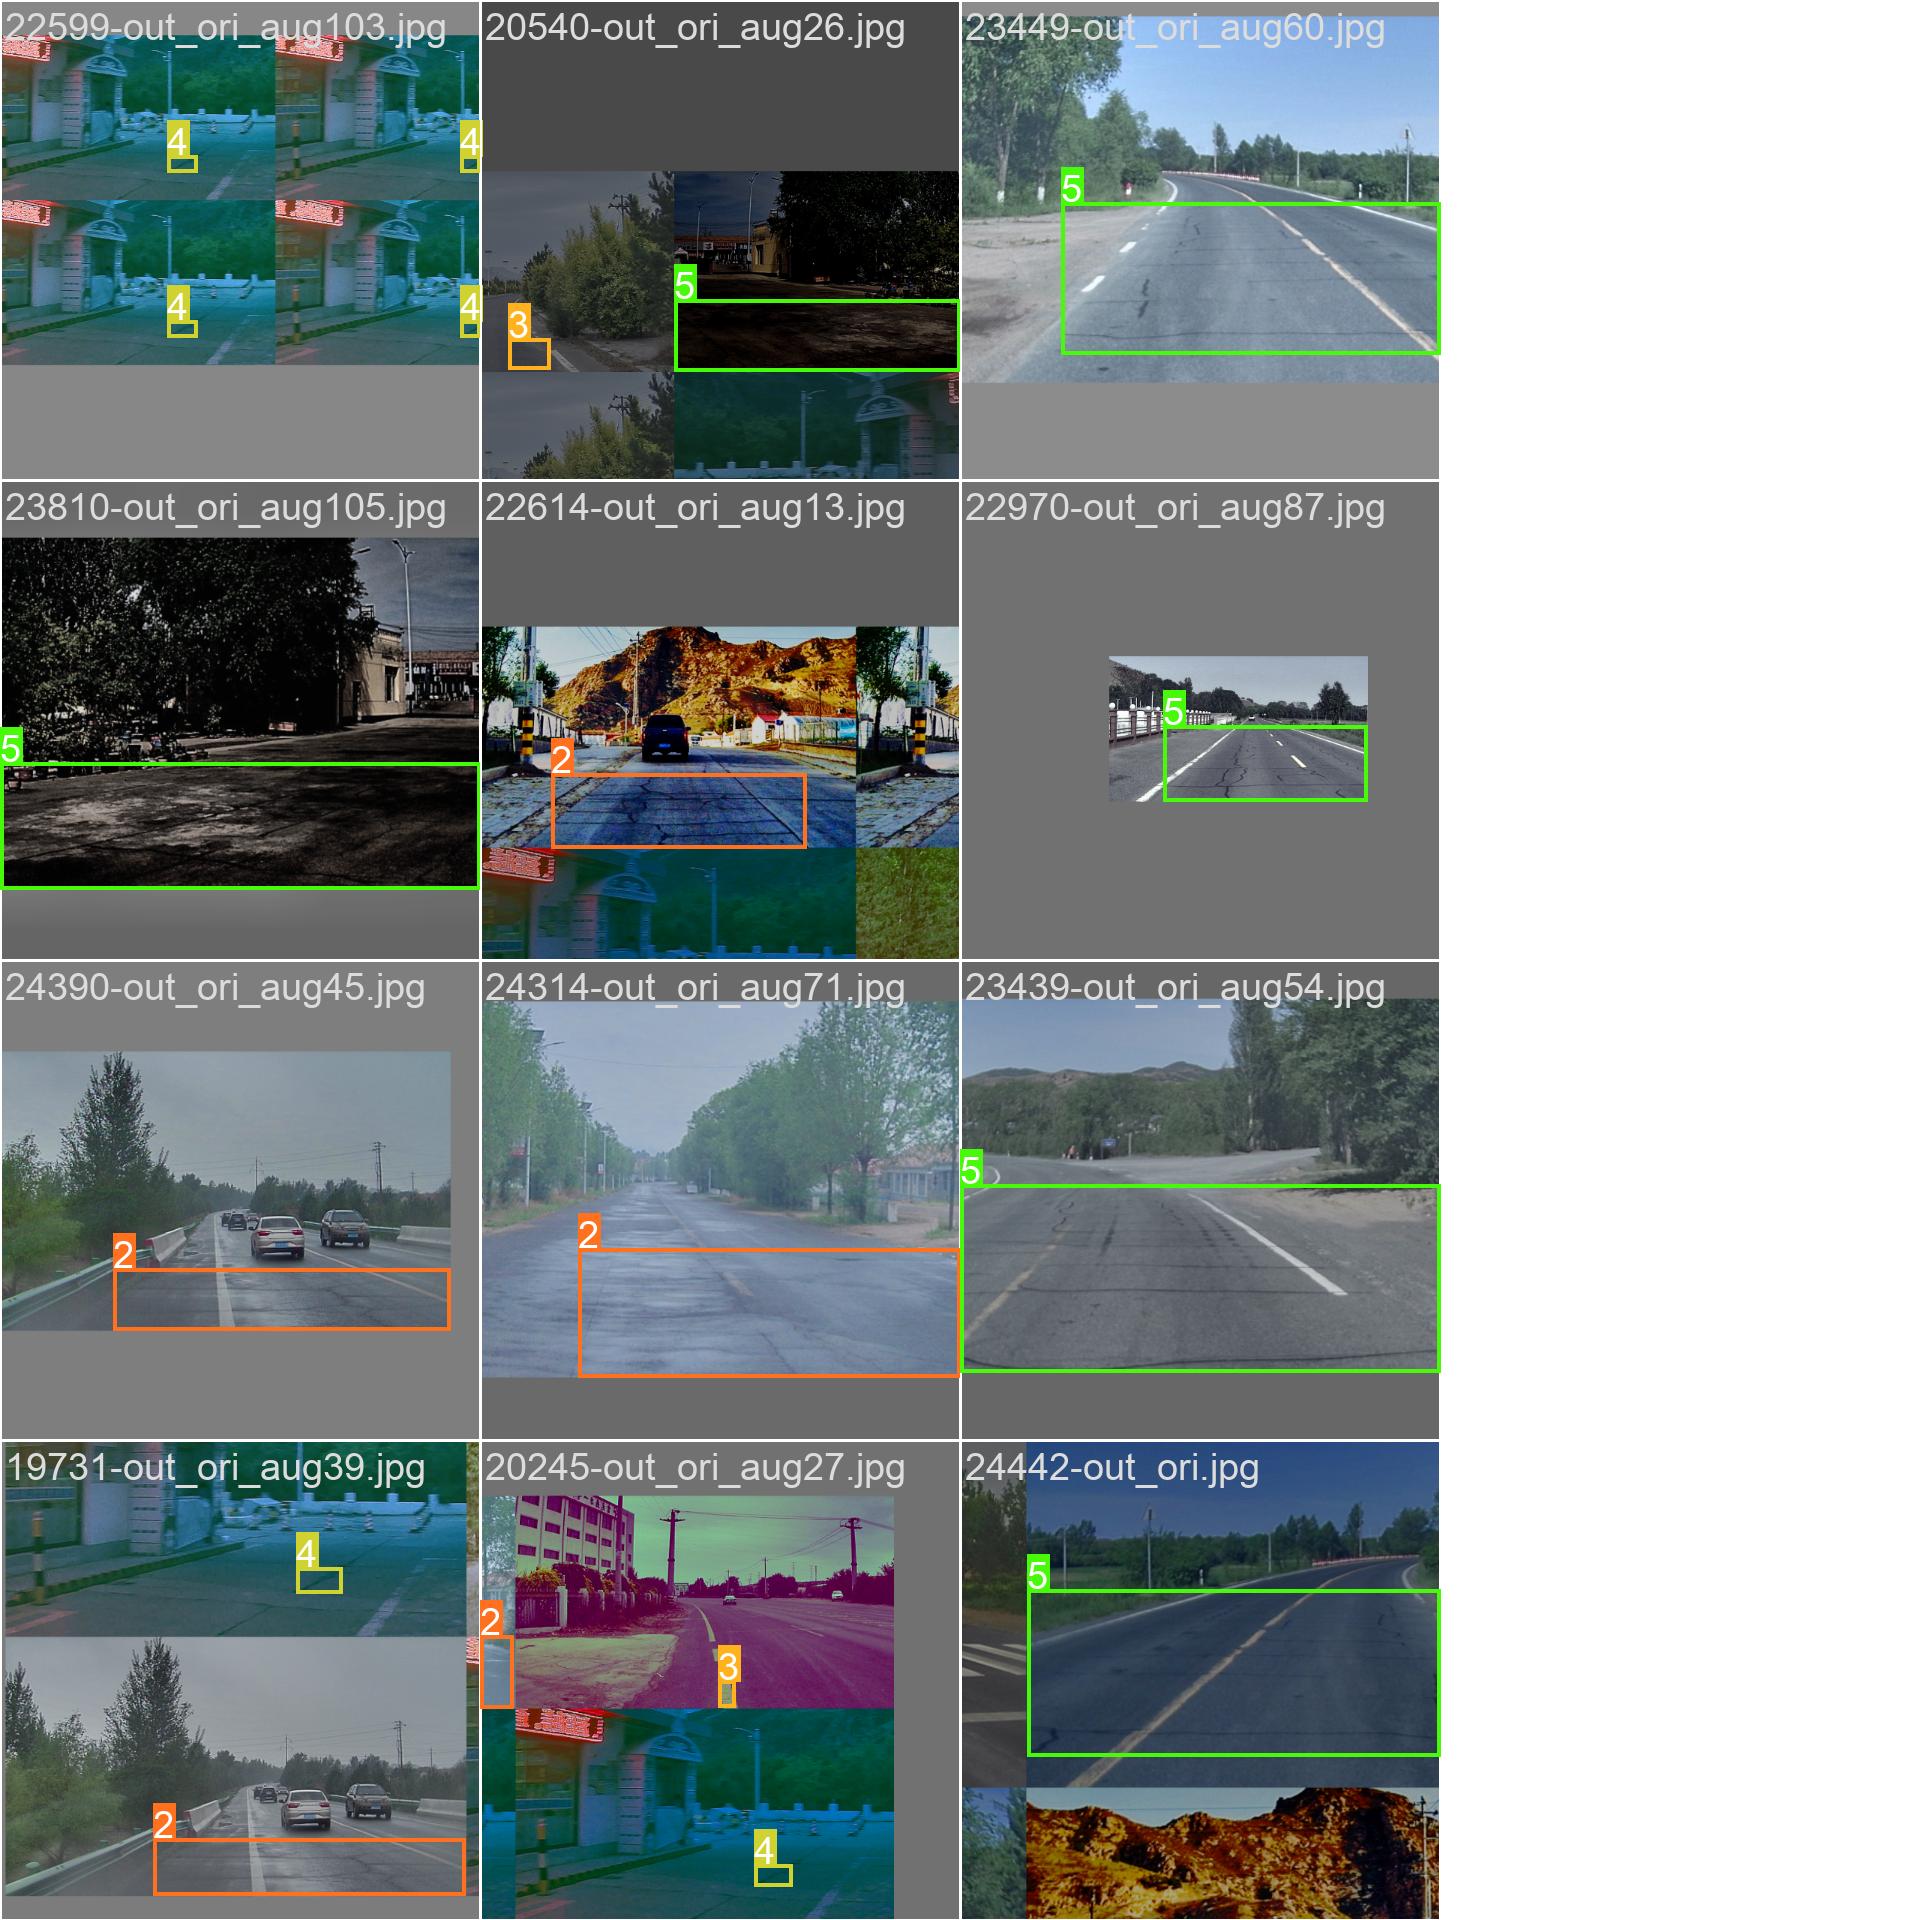 22599-out_ori_aug103.jpg
20540-out_ori_aug26.jpg
23449-out_ori_aug60.jpg
4
4
4
4
3
5
5
23810-out_ori_aug105.jpg
22614-out_ori_aug13.jpg
22970-out_ori_aug87.jpg
5
2
5
24390-out_ori_aug45.jpg
24314-out_ori_aug71.jpg
23439-out_ori_aug54.jpg
2
2
5
19731-out_ori_aug39.jpg
20245-out_ori_aug27.jpg
24442-out_ori.jpg
4
2
2
3
4
5